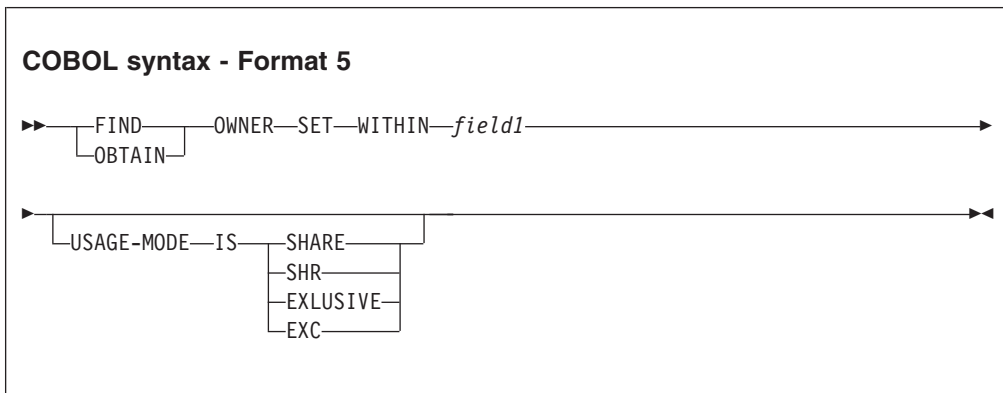 COBOL syntax - Format 5
FIND OWNER SET WITHIN field1
OBTAIN
USAGE-MODE IS SHARE
SHR
EXLUSIVE
EXC